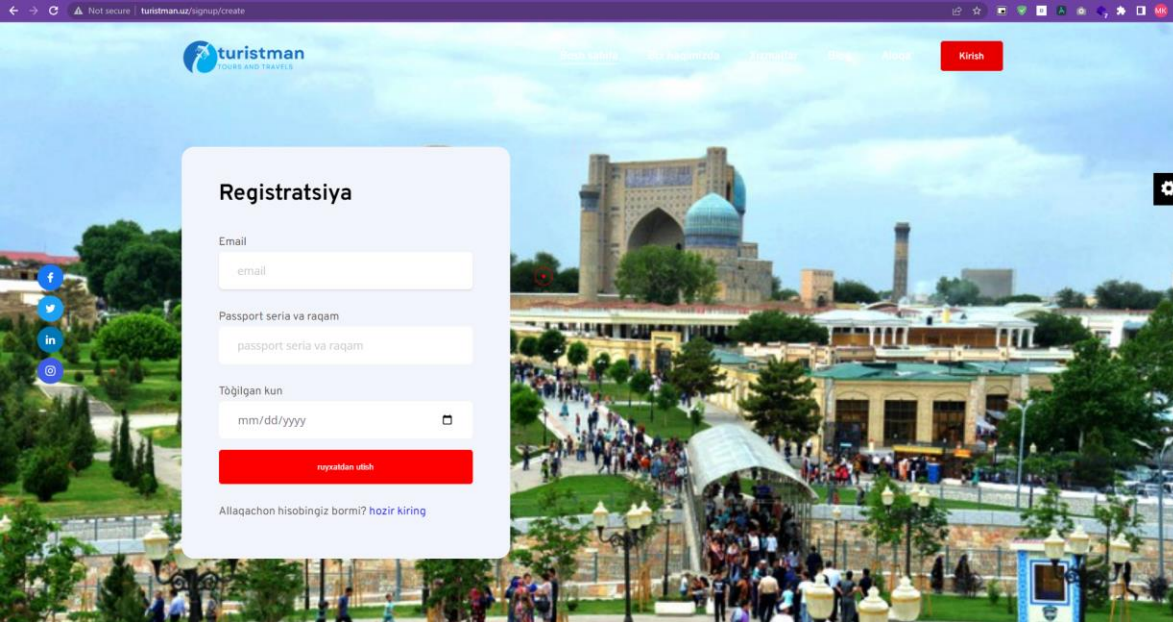 Not secure | turistman.uz/signup/create
turistman
TOURS AND TRAVELS
Kirish
Registratsiya
Email
email
Passport seria va raqam
passport seria va raqam
Tòğilgan kun
mm/dd/yyyy
ruyxatdan utish
Allaqachon hisobingiz bormi? hozir kiring